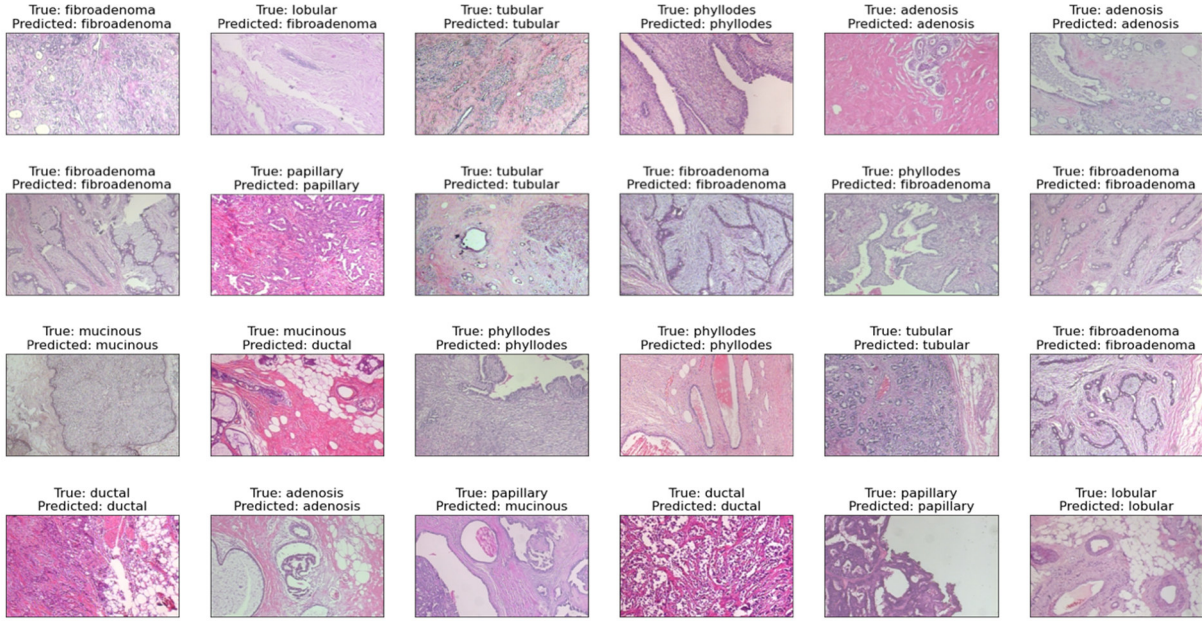 True: fibroadenoma
Predicted: fibroadenoma
True: lobular
Predicted: fibroadenoma
True: tubular
Predicted: tubular
True: phyllodes
Predicted: phyllodes
True: adenosis
Predicted: adenosis
True: adenosis
Predicted: adenosis
True: fibroadenoma
Predicted: fibroadenoma
True: papillary
Predicted: papillary
True: tubular
Predicted: tubular
True: fibroadenoma
Predicted: fibroadenoma
True: phyllodes
Predicted: fibroadenoma
True: fibroadenoma
Predicted: fibroadenoma
True: mucinous
Predicted: mucinous
True: mucinous
Predicted: ductal
True: phyllodes
Predicted: phyllodes
True: phyllodes
Predicted: phyllodes
True: tubular
Predicted: tubular
True: fibroadenoma
Predicted: fibroadenoma
True: ductal
Predicted: ductal
True: adenosis
Predicted: adenosis
True: papillary
Predicted: mucinous
True: ductal
Predicted: ductal
True: papillary
Predicted: papillary
True: lobular
Predicted: lobular